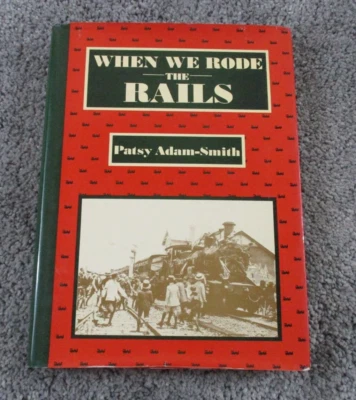 WHEN WE RODE
THE
RAILS
Patsy Adam-Smith